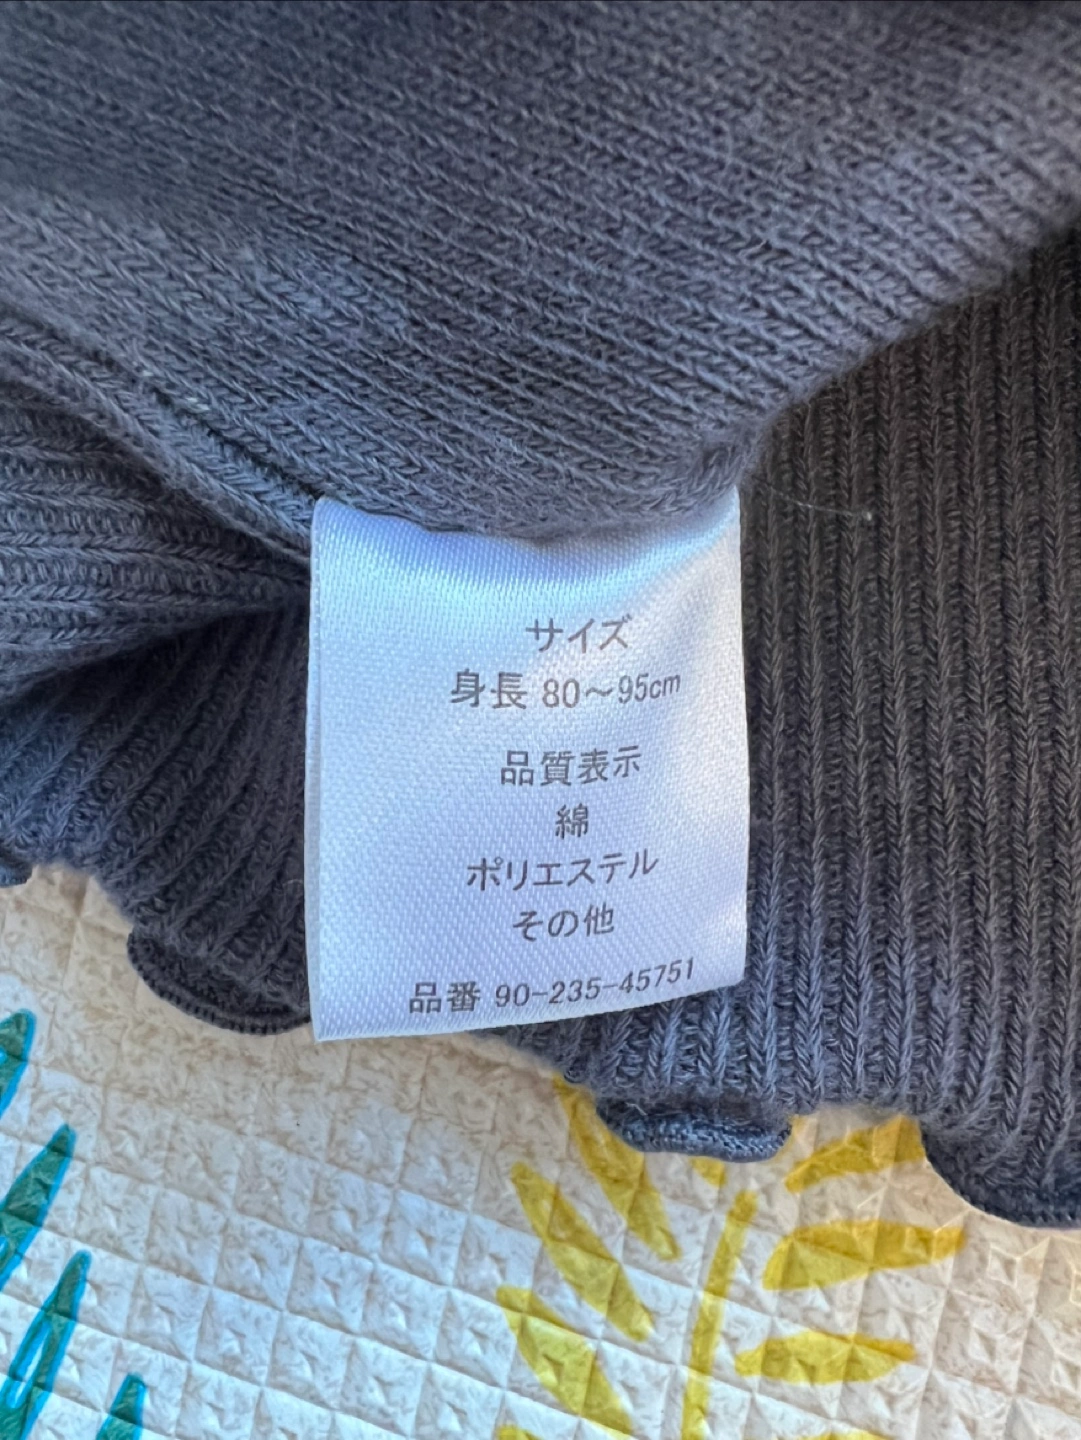 サイズ
身長 80～95cm
品質表示
綿
ポリエステル
その他
品番 90-235-45751